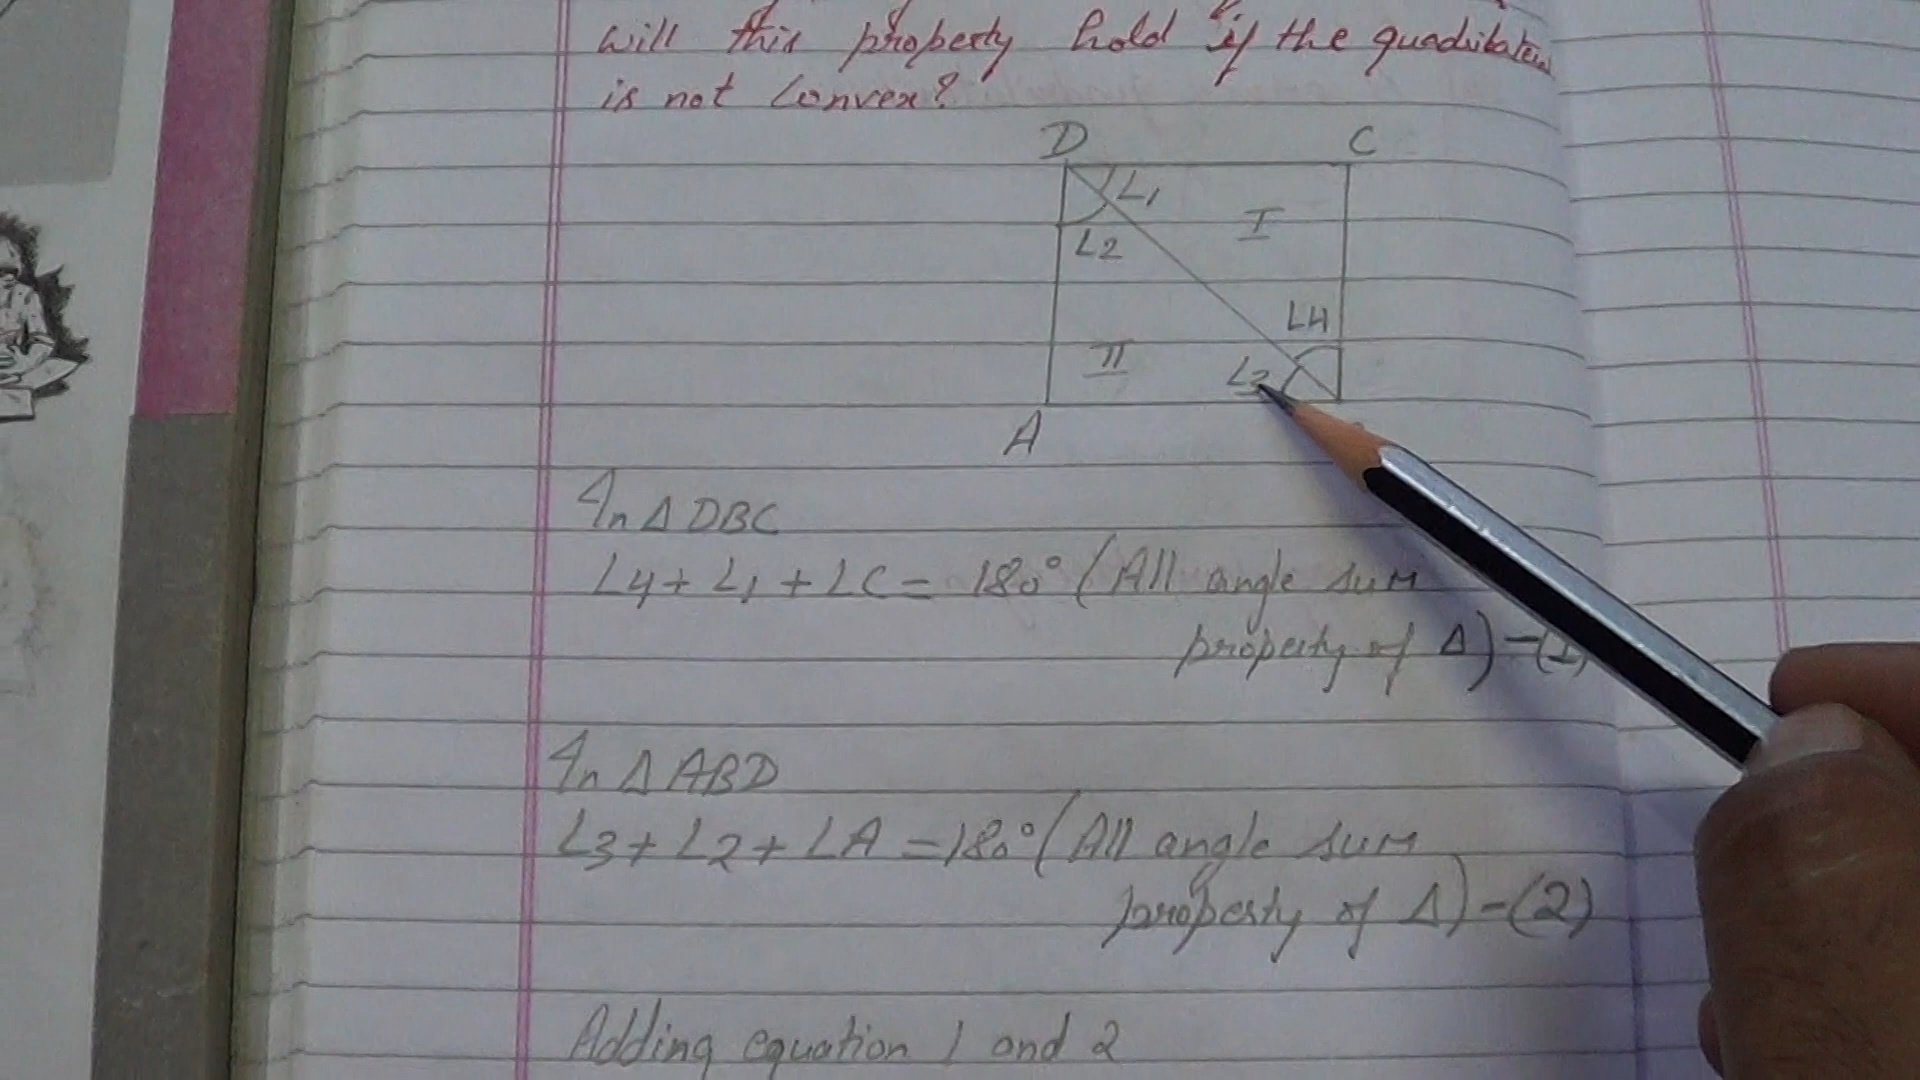 will this property hold if the quadrilateral
is not convex?
D C
∠1
I
∠2
∠4
II
∠3
A
In Δ DBC
∠4 + ∠1 + ∠C = 180° (All angle sum
property of Δ) -(1)
In Δ ABD
∠3 + ∠2 + ∠A = 180° (All angle sum
property of Δ) -(2)
Adding equation 1 and 2